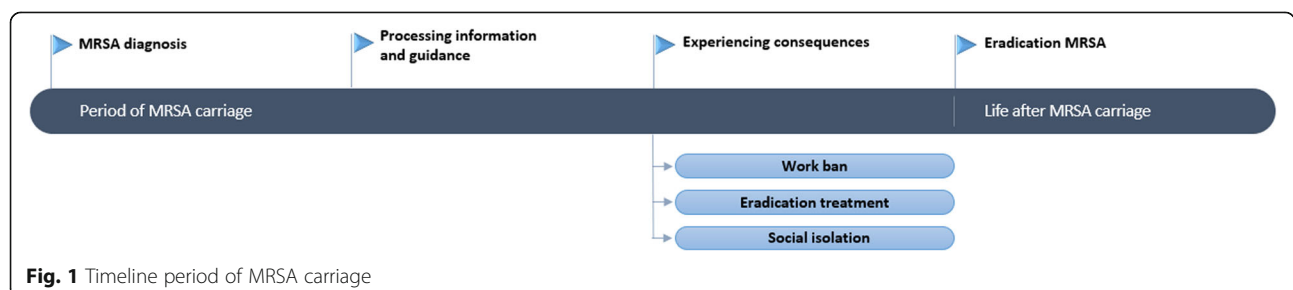 MRSA diagnosis
Processing information
and guidance
Experiencing consequences
Eradication MRSA
Period of MRSA carriage
Life after MRSA carriage
Work ban
Eradication treatment
Social isolation
Fig. 1 Timeline period of MRSA carriage